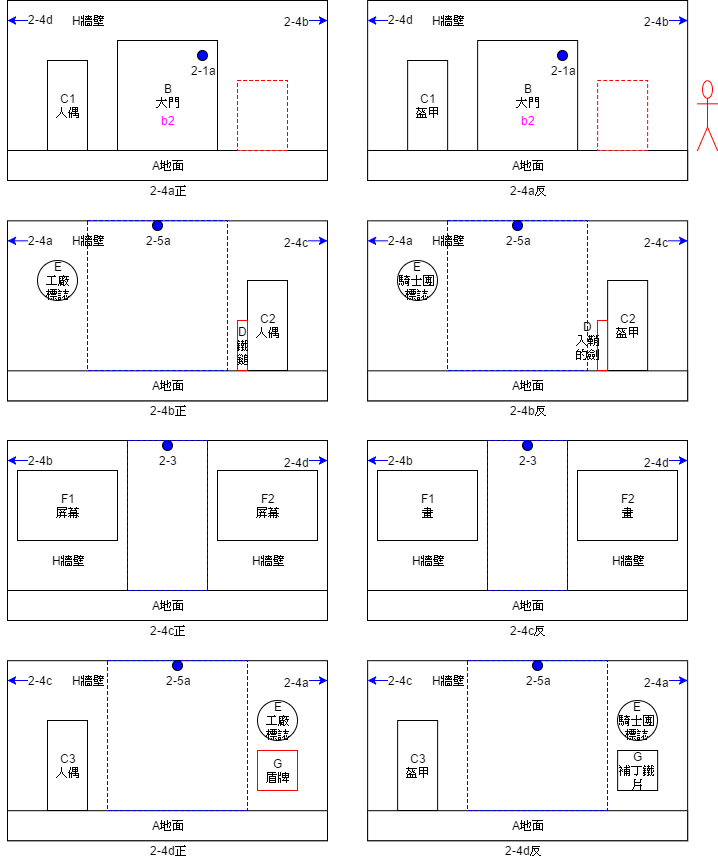 2-4d
H牆壁
2-4b
2-1a
B
大門
b2
C1
人偶
A地面
2-4a正
2-4d
H牆壁
2-4b
2-1a
B
大門
b2
C1
盔甲
A地面
2-4a反
2-4a
H牆壁
2-5a
2-4c
E
工廠
標誌
C2
人偶
D
鐵
鎚
A地面
2-4b正
2-4a
H牆壁
2-5a
2-4c
E
騎士團
標誌
C2
盔甲
D
入鞘
的劍
A地面
2-4b反
2-4b
2-3
2-4d
F1
屏幕
F2
屏幕
H牆壁
H牆壁
A地面
2-4c正
2-4b
2-3
2-4d
F1
畫
F2
畫
H牆壁
H牆壁
A地面
2-4c反
2-4c
H牆壁
2-5a
2-4a
E
工廠
標誌
C3
人偶
G
盾牌
A地面
2-4d正
2-4c
H牆壁
2-5a
2-4a
E
騎士團
標誌
C3
盔甲
G
補丁鐵
片
A地面
2-4d反